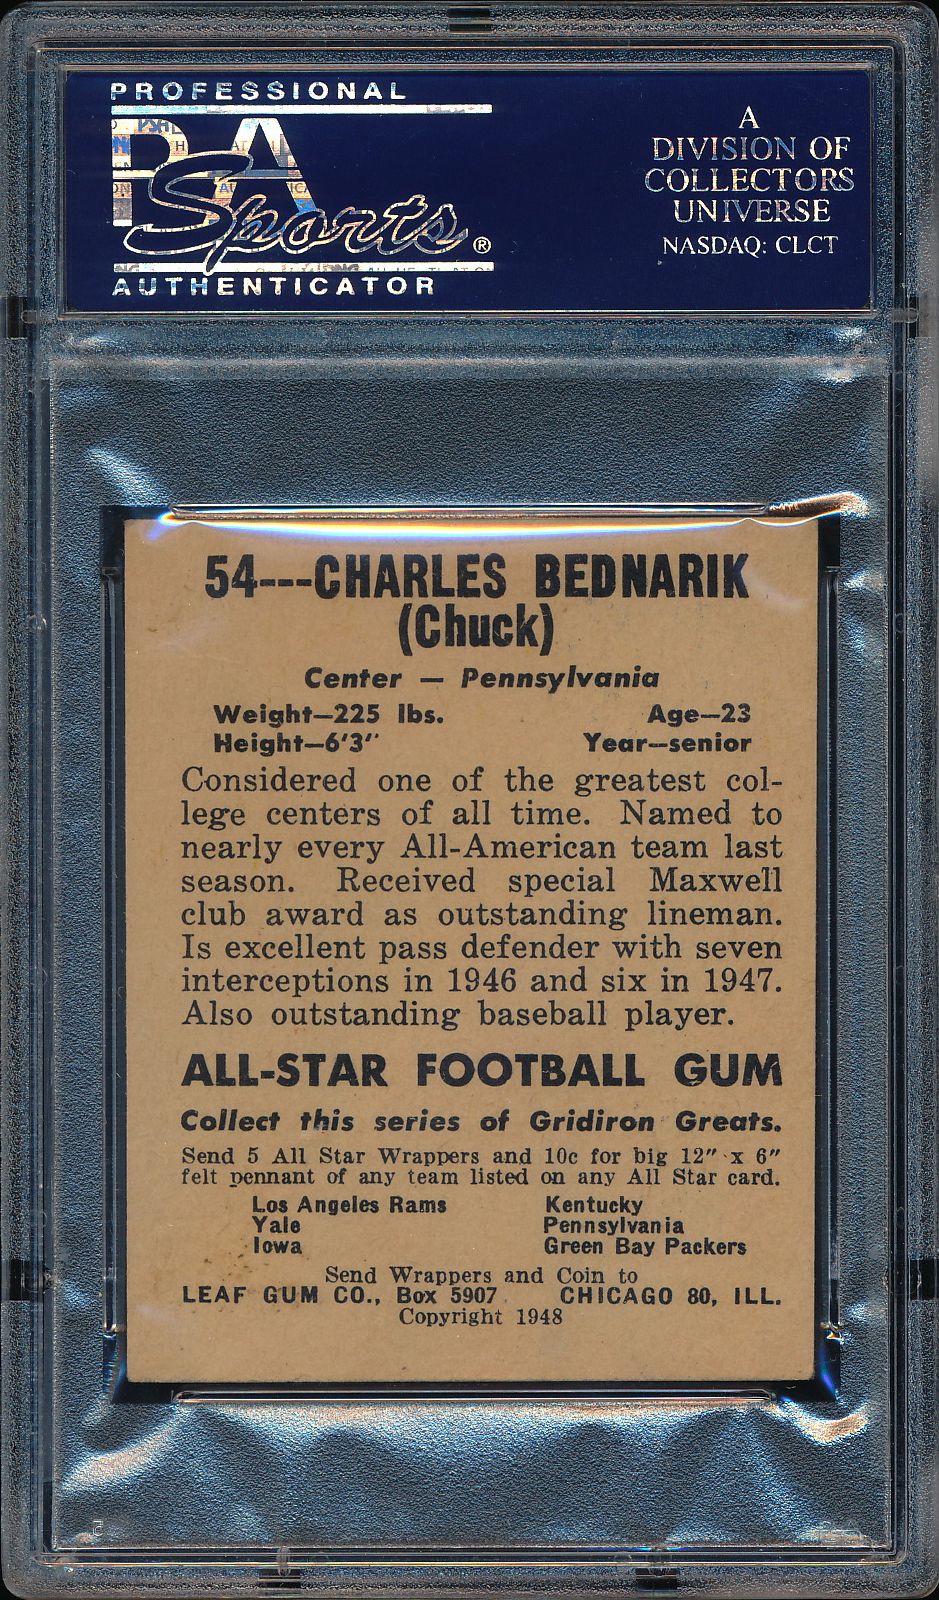 PROFESSIONAL
PSA
Sports®
AUTHENTICATOR
A
DIVISION OF
COLLECTORS
UNIVERSE
NASDAQ: CLCT
54---CHARLES BEDNARIK
(Chuck)
Center — Pennsylvania
Weight—225 lbs. Age—23
Height—6'3" Year—senior
Considered one of the greatest col-
lege centers of all time. Named to
nearly every All-American team last
season. Received special Maxwell
club award as outstanding lineman.
Is excellent pass defender with seven
interceptions in 1946 and six in 1947.
Also outstanding baseball player.
ALL-STAR FOOTBALL GUM
Collect this series of Gridiron Greats.
Send 5 All Star Wrappers and 10c for big 12" x 6"
felt pennant of any team listed on any All Star card.
Los Angeles Rams Kentucky
Yale Pennsylvania
Iowa Green Bay Packers
Send Wrappers and Coin to
LEAF GUM CO., Box 5907 CHICAGO 80, ILL.
Copyright 1948